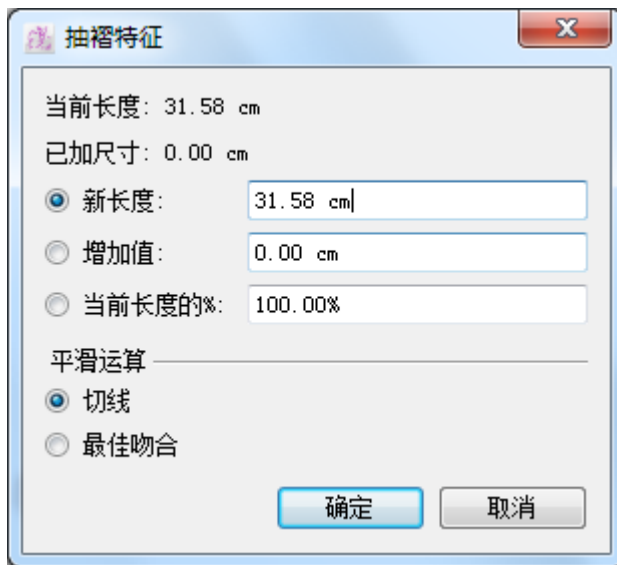 抽褶特征
当前长度: 31.58 cm
已加尺寸: 0.00 cm
新长度: 31.58 cm
增加值: 0.00 cm
当前长度的%: 100.00%
平滑运算
切线
最佳吻合
确定 取消